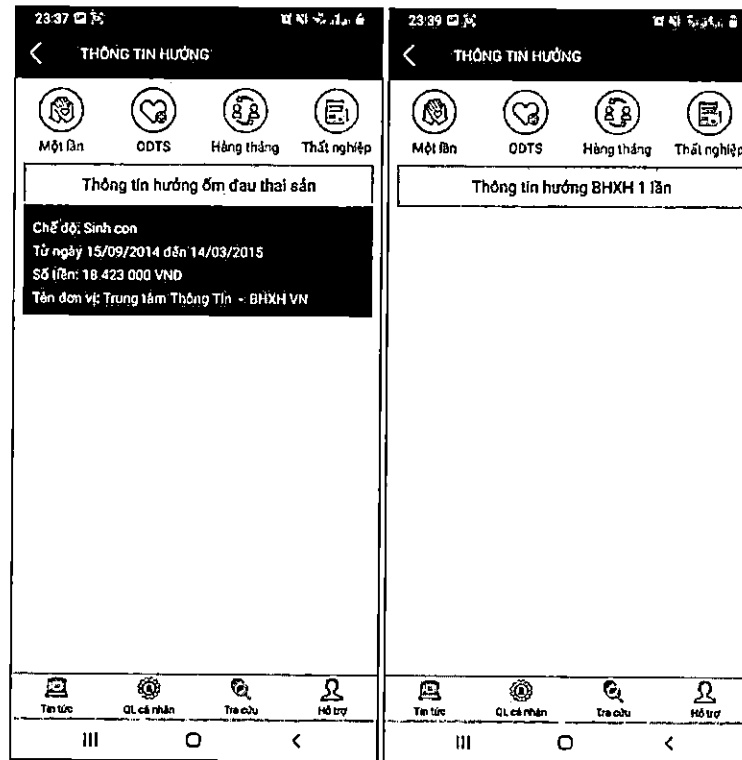 23:37
THÔNG TIN HƯỞNG
Một lần
ODTS
Hàng tháng
Thất nghiệp
Thông tin hưởng ốm đau thai sản
Chế độ: Sinh con
Từ ngày 15/09/2014 đến 14/03/2015
Số tiền: 18 423 000 VND
Tên đơn vị: Trung tâm Thông Tin - BHXH VN
Tin tức
QL cá nhân
Tra cứu
Hỗ trợ
23:39
THÔNG TIN HƯỞNG
Một lần
ODTS
Hàng tháng
Thất nghiệp
Thông tin hưởng BHXH 1 lần
Tin tức
QL cá nhân
Tra cứu
Hỗ trợ